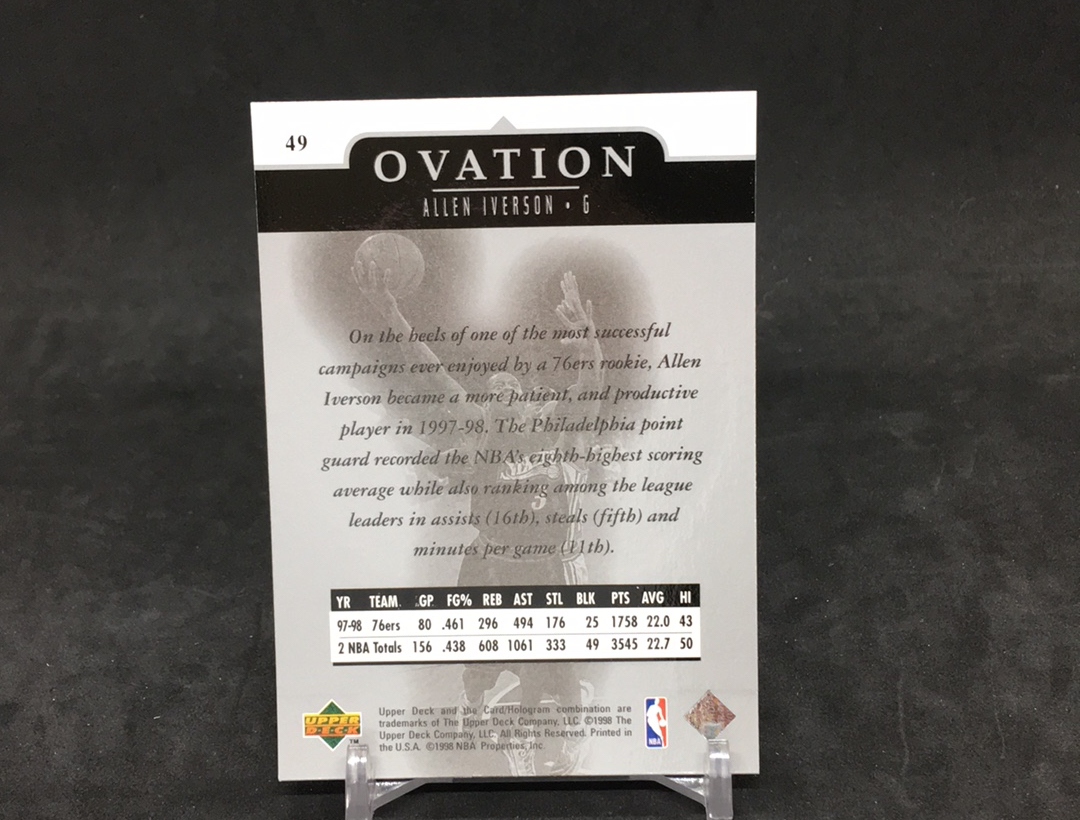 49
OVATION
ALLEN IVERSON • G
On the heels of one of the most successful
campaigns ever enjoyed by a 76ers rookie, Allen
Iverson became a more patient, and productive
player in 1997-98. The Philadelphia point
guard recorded the NBA's eighth-highest scoring
average while also ranking among the league
leaders in assists (16th), steals (fifth) and
minutes per game (11th).
YR TEAM GP FG% REB AST STL BLK PTS AVG HI
97-98 76ers 80 .461 296 494 176 25 1758 22.0 43
2 NBA Totals 156 .438 608 1061 333 49 3545 22.7 50
UPPER DECK TM
Upper Deck and the Card/Hologram combination are
trademarks of The Upper Deck Company, LLC. ©1998 The
Upper Deck Company, LLC. All Rights Reserved. Printed in
the U.S.A. ©1998 NBA Properties, Inc.
NBA
3